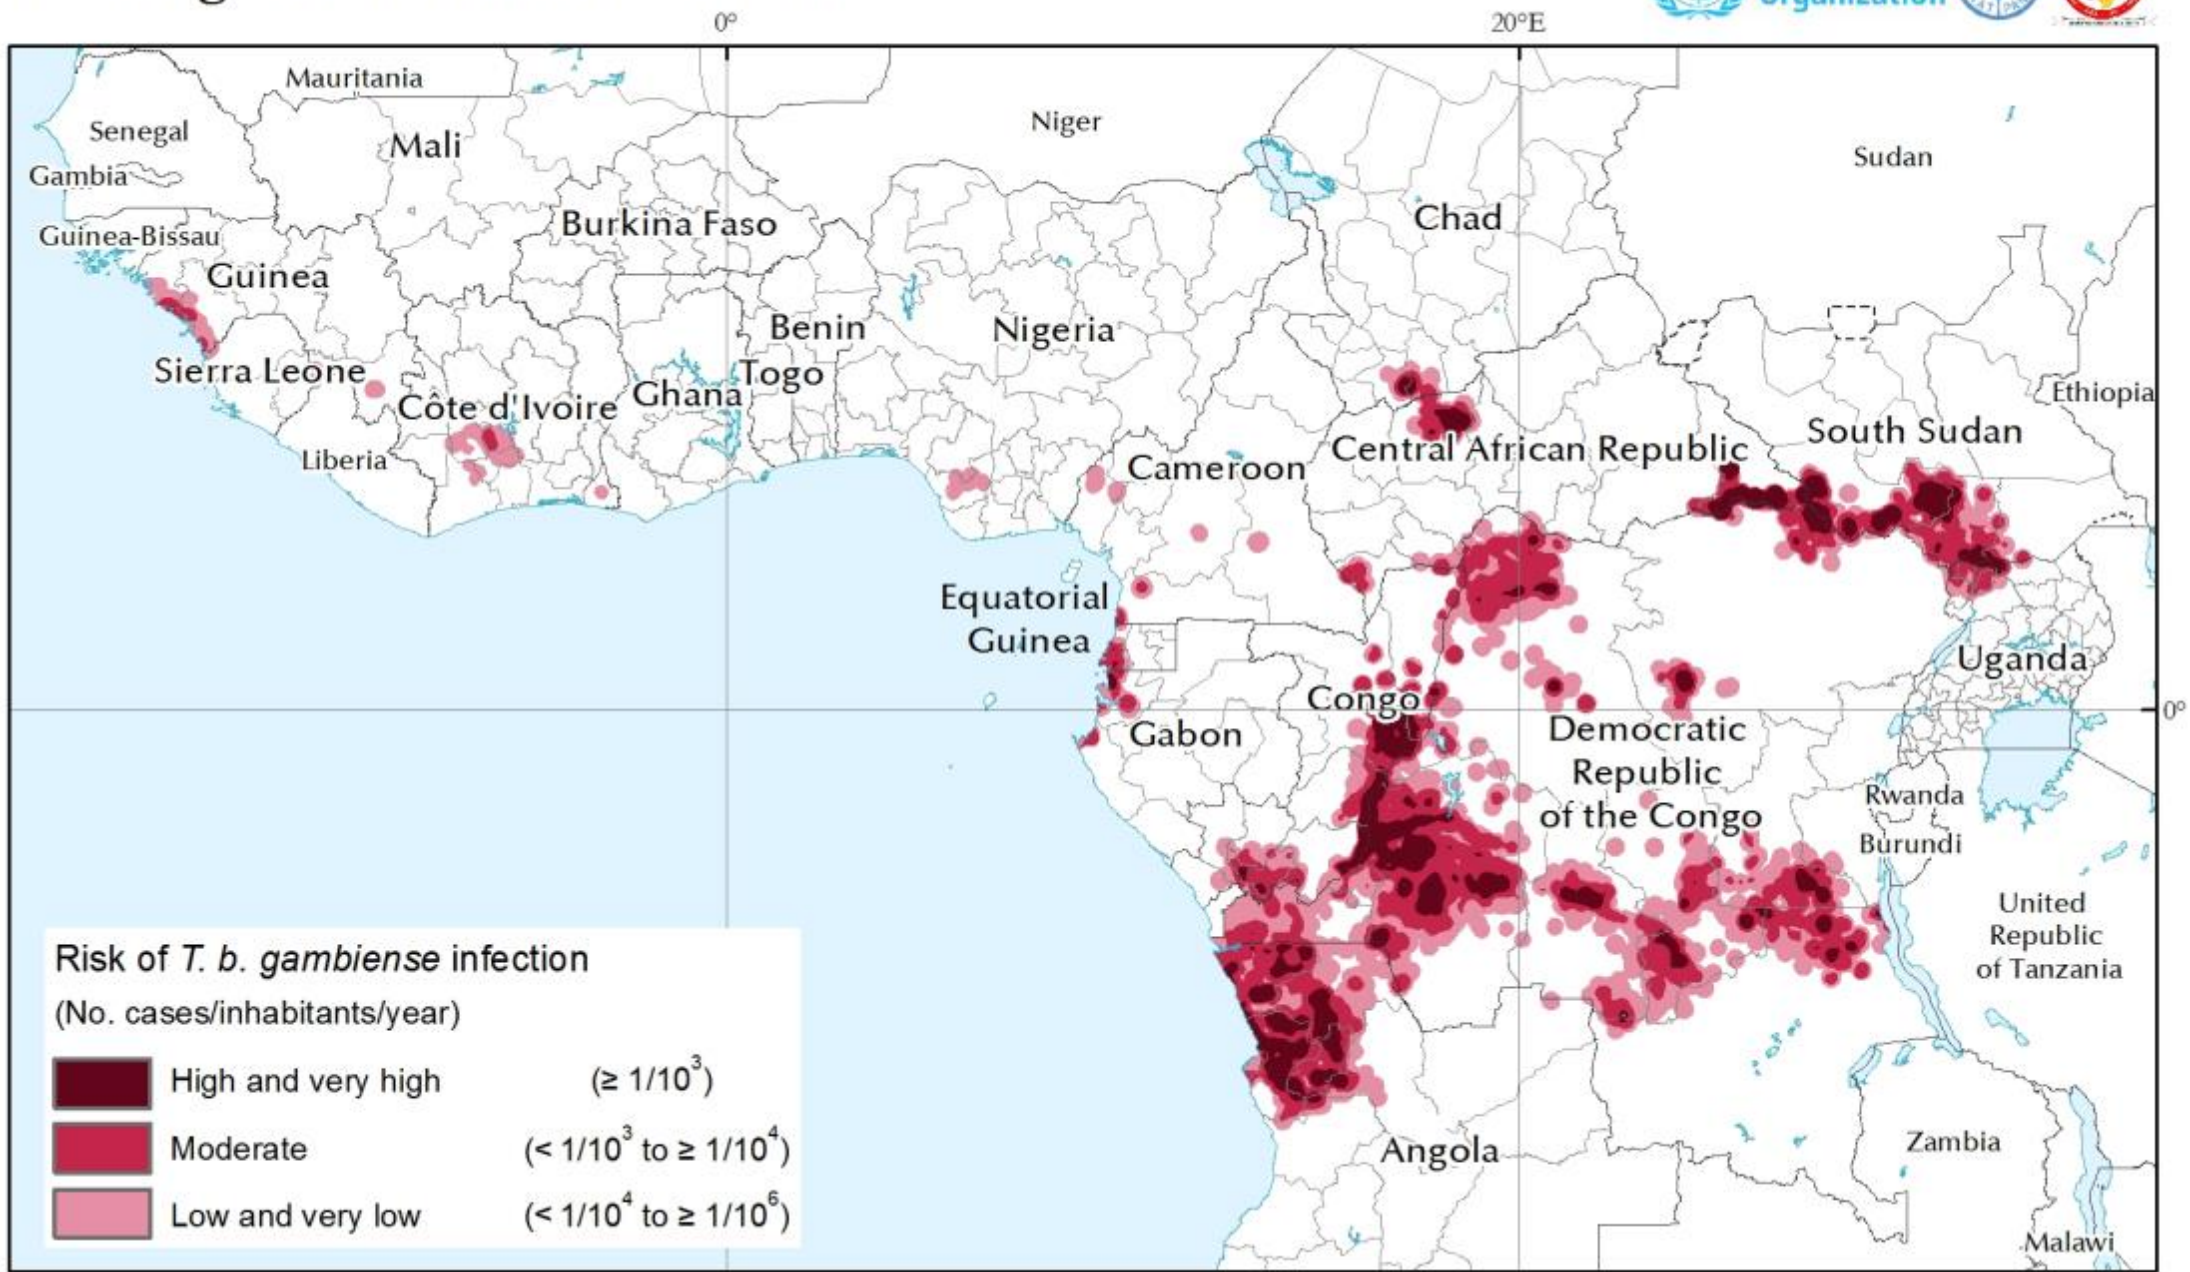 Organization
0°
20°E
Mauritania
Senegal
Mali
Niger
Sudan
Gambia
Chad
Burkina Faso
Guinea-Bissau
Guinea
Benin
Nigeria
Togo
Sierra Leone
Ghana
Côte d'Ivoire
Ethiopia
South Sudan
Liberia
Central African Republic
Cameroon
Equatorial
Guinea
Uganda
Congo
0°
Gabon
Democratic
Republic
of the Congo
Rwanda
Burundi
United
Republic
of Tanzania
Angola
Zambia
Malawi
Risk of T. b. gambiense infection
(No. cases/inhabitants/year)
High and very high (≥ 1/10³)
Moderate (< 1/10³ to ≥ 1/10⁴)
Low and very low (< 1/10⁴ to ≥ 1/10⁶)